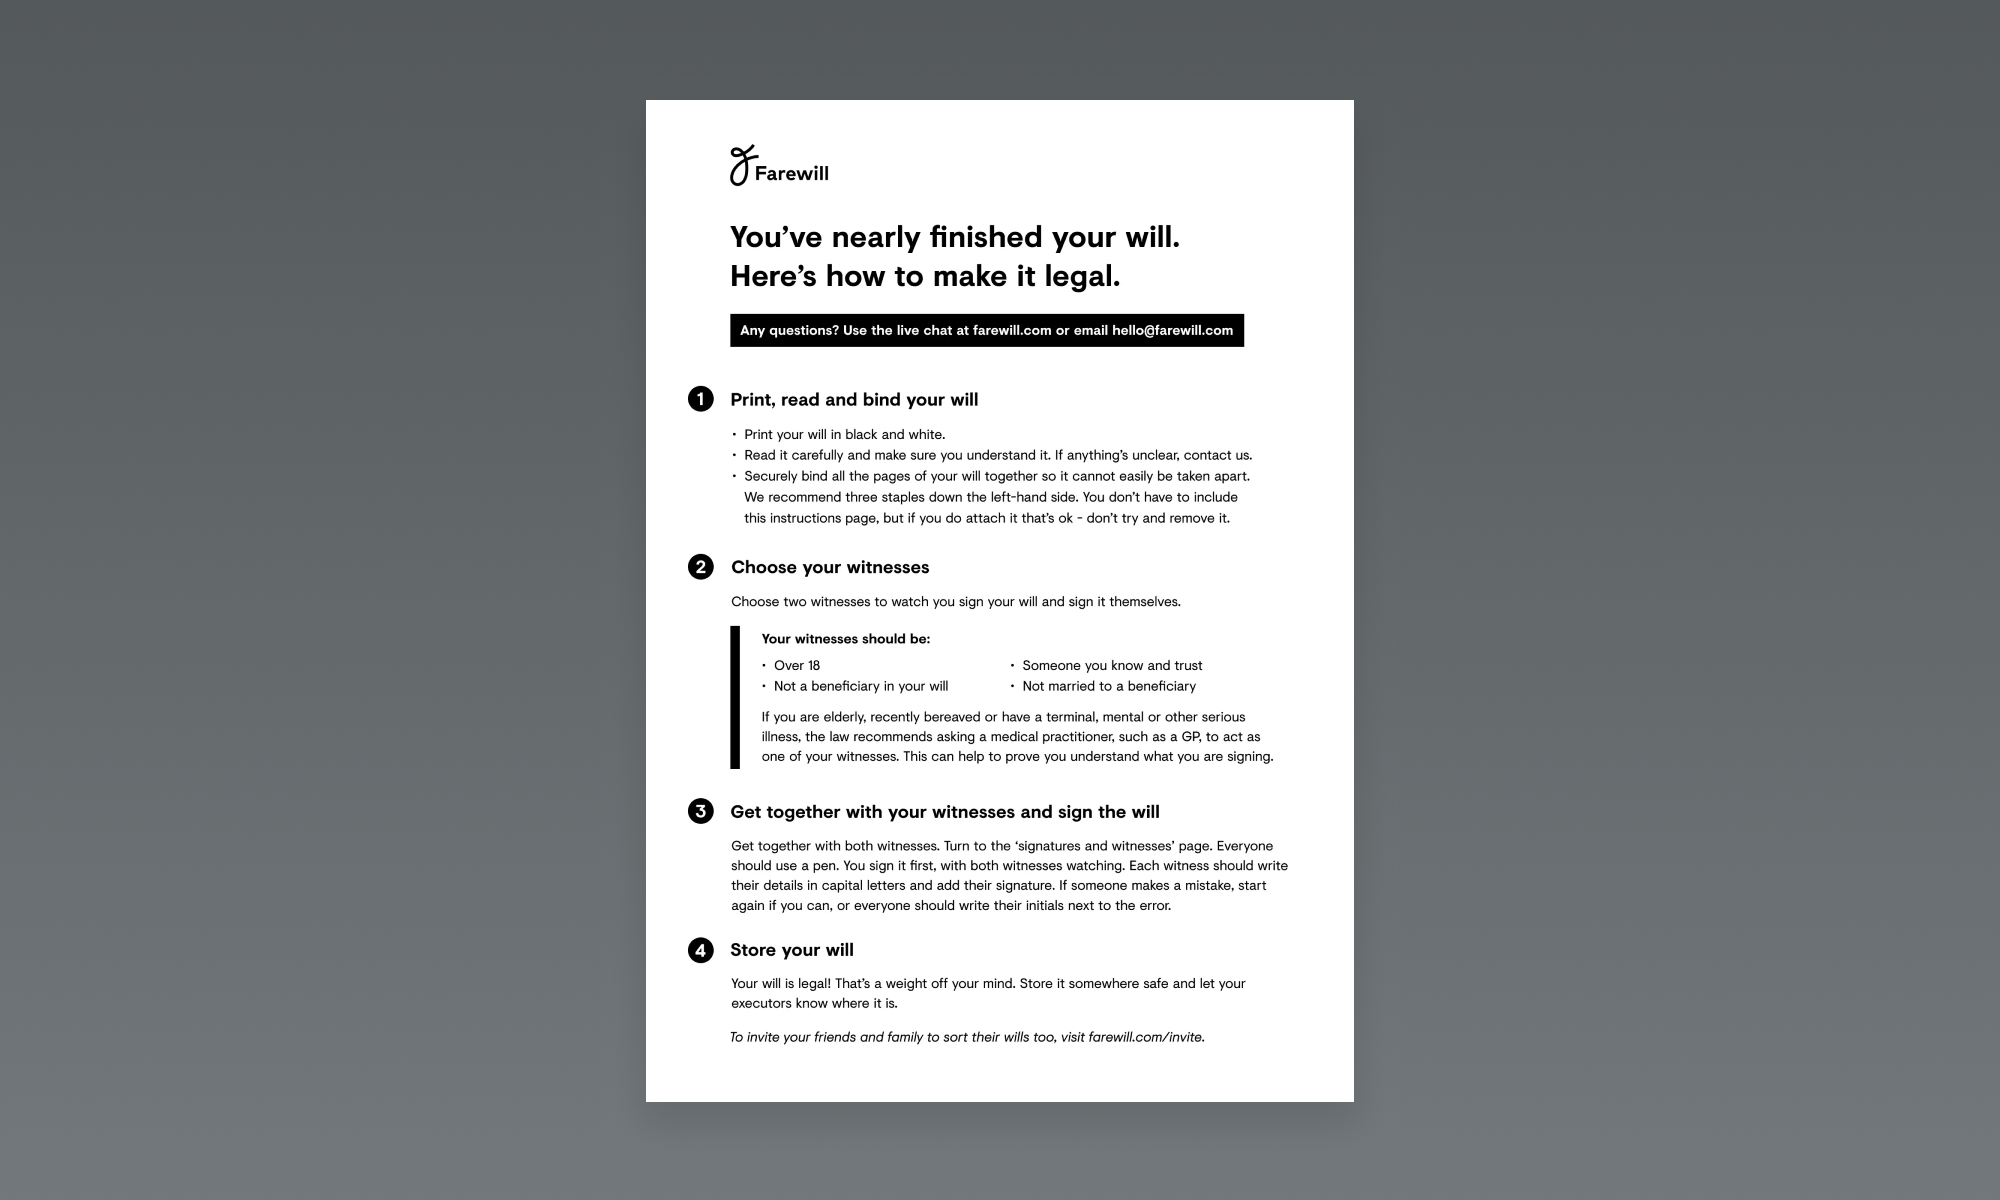 Farewill
You’ve nearly finished your will.
Here’s how to make it legal.
Any questions? Use the live chat at farewill.com or email hello@farewill.com
1 Print, read and bind your will
• Print your will in black and white.
• Read it carefully and make sure you understand it. If anything’s unclear, contact us.
• Securely bind all the pages of your will together so it cannot easily be taken apart.
We recommend three staples down the left-hand side. You don’t have to include
this instructions page, but if you do attach it that’s ok - don’t try and remove it.
2 Choose your witnesses
Choose two witnesses to watch you sign your will and sign it themselves.
Your witnesses should be:
• Over 18
• Not a beneficiary in your will
• Someone you know and trust
• Not married to a beneficiary
If you are elderly, recently bereaved or have a terminal, mental or other serious
illness, the law recommends asking a medical practitioner, such as a GP, to act as
one of your witnesses. This can help to prove you understand what you are signing.
3 Get together with your witnesses and sign the will
Get together with both witnesses. Turn to the ‘signatures and witnesses’ page. Everyone
should use a pen. You sign it first, with both witnesses watching. Each witness should write
their details in capital letters and add their signature. If someone makes a mistake, start
again if you can, or everyone should write their initials next to the error.
4 Store your will
Your will is legal! That’s a weight off your mind. Store it somewhere safe and let your
executors know where it is.
To invite your friends and family to sort their wills too, visit farewill.com/invite.